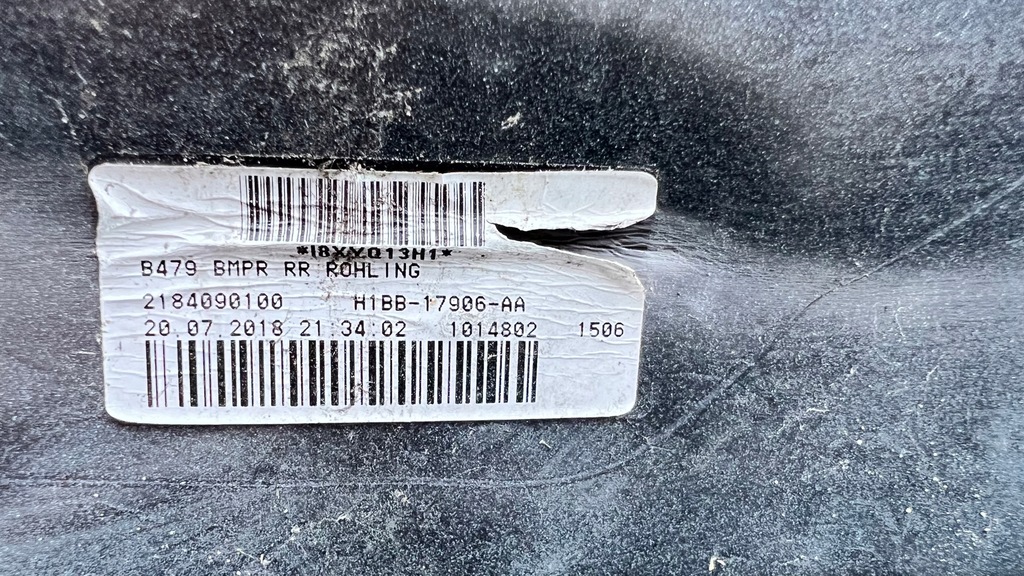 *I8XYQ13H1*
B479 BMPR RR ROHLING
2184090100 H1BB-17906-AA
20.07.2018 21:34:02 1014802 1506